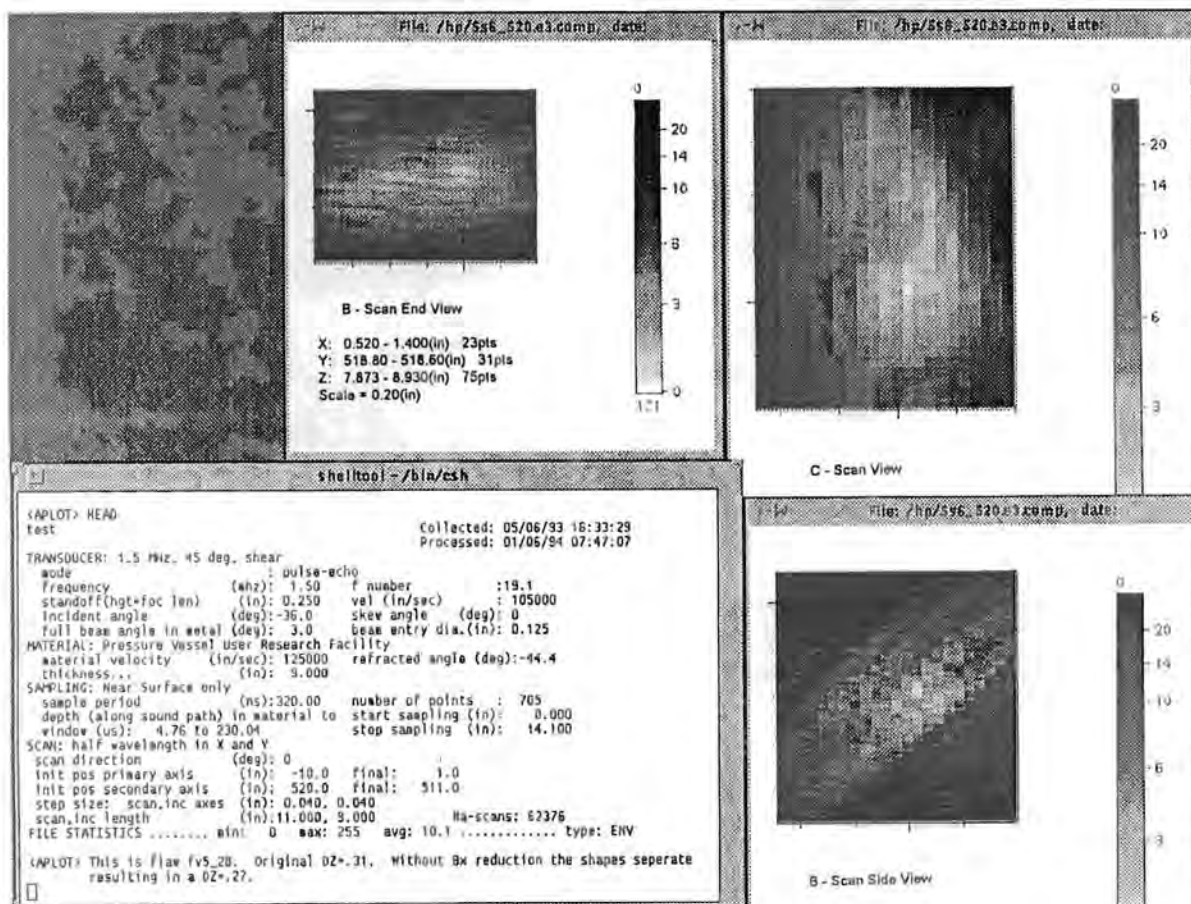 File: /hp/Ss6_S20.e3.comp, date:
0
20
14
10
6
3
0
B - Scan End View
X: 0.520 - 1.400(in) 23pts
Y: 518.80 - 518.60(in) 31pts
Z: 7.873 - 8.930(in) 75pts
Scale = 0.20(in)
File: /hp/Ss6_S20.e3.comp, date:
0
20
14
10
6
3
C - Scan View
shelltool - /bin/csh
<APLOT> HEAD
test Collected: 05/06/93 16:33:29
Processed: 01/06/94 07:47:07
TRANSDUCER: 1.5 MHz, 45 deg, shear
mode : pulse-echo
frequency (mhz): 1.50 f number :19.1
standoff(hgt+foc len) (in): 0.250 vel (in/sec) : 105000
incident angle (deg):-36.0 skew angle (deg): 0
full beam angle in metal (deg): 3.0 beam entry dia.(in): 0.125
MATERIAL: Pressure Vessel User Research Facility
material velocity (in/sec): 125000 refracted angle (deg):-44.4
thickness... (in): 9.000
SAMPLING: Near Surface only
sample period (ns):320.00 number of points : 705
depth (along sound path) in material to start sampling (in): 0.000
window (us): 4.76 to 230.04 stop sampling (in): 14.100
SCAN: half wavelength in X and Y
scan direction (deg): 0
init pos primary axis (in): -10.0 final: 1.0
init pos secondary axis (in): 520.0 final: 511.0
step size: scan,inc axes (in): 0.040, 0.040
scan,inc length (in):11.000, 9.000 Na-scans: 62376
FILE STATISTICS ........ min: 0 max: 255 avg: 10.1 ............. type: ENV
<APLOT> This is flaw fv5_20. Original DZ=.31. Without 8x reduction the shapes seperate
resulting in a DZ=.27.
File: /hp/Sy6_S20.e3.comp, date:
0
20
14
10
6
3
B - Scan Side View